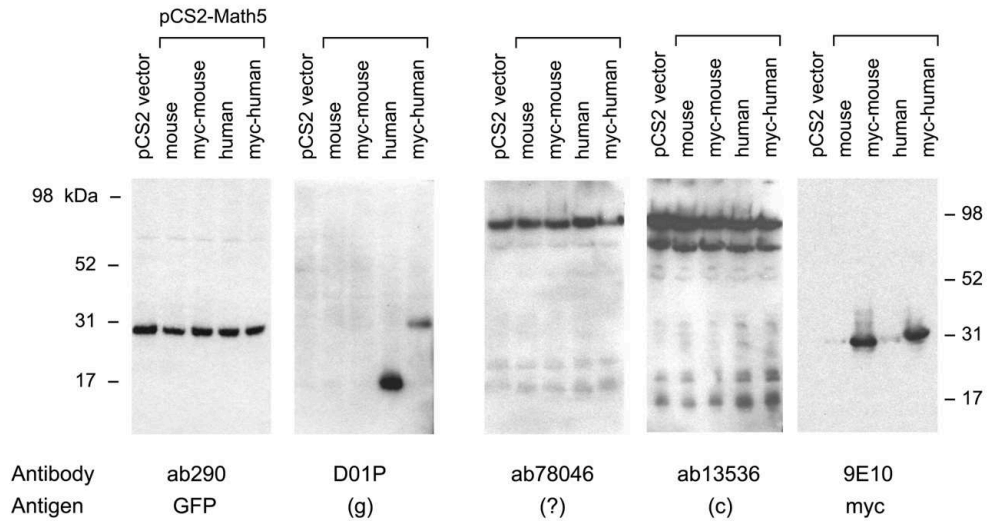 pCS2-Math5
pCS2 vector
mouse
myc-mouse
human
myc-human
pCS2 vector
mouse
myc-mouse
human
myc-human
pCS2 vector
mouse
myc-mouse
human
myc-human
pCS2 vector
mouse
myc-mouse
human
myc-human
pCS2 vector
mouse
myc-mouse
human
myc-human
98 kDa –
52 –
31 –
17 –
– 98
– 52
– 31
– 17
Antibody ab290 D01P ab78046 ab13536 9E10
Antigen GFP (g) (?) (c) myc